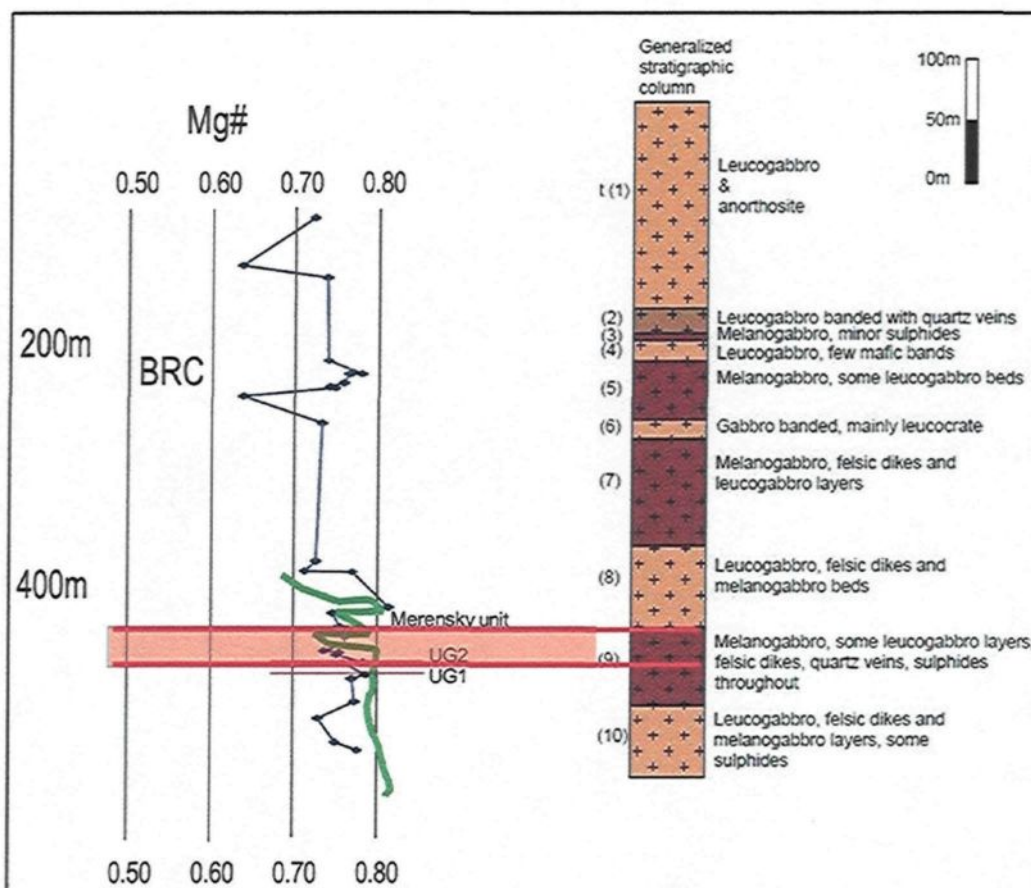 Generalized
stratigraphic
column
100m
50m
0m
Mg#
0.50 0.60 0.70 0.80
t (1)
Leucogabbro
&
anorthosite
200m
BRC
(2) Leucogabbro banded with quartz veins
(3) Melanogabbro, minor sulphides
(4) Leucogabbro, few mafic bands
(5) Melanogabbro, some leucogabbro beds
(6) Gabbro banded, mainly leucocrate
(7) Melanogabbro, felsic dikes and
leucogabbro layers
400m
(8) Leucogabbro, felsic dikes and
melanogabbro beds
Merensky unit
UG2
UG1
(9) Melanogabbro, some leucogabbro layers,
felsic dikes, quartz veins, sulphides
throughout
(10) Leucogabbro, felsic dikes and
melanogabbro layers, some
sulphides
0.50 0.60 0.70 0.80